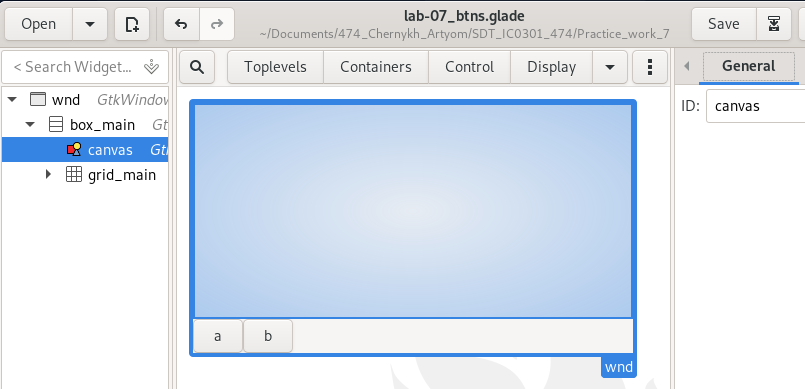 Open
lab-07_btns.glade
~/Documents/474_Chernykh_Artyom/SDT_IC0301_474/Practice_work_7
Save
< Search Widget...
Toplevels
Containers
Control
Display
General
wnd GtkWindow
box_main Gt
canvas Gt
grid_main
ID: canvas
a
b
wnd